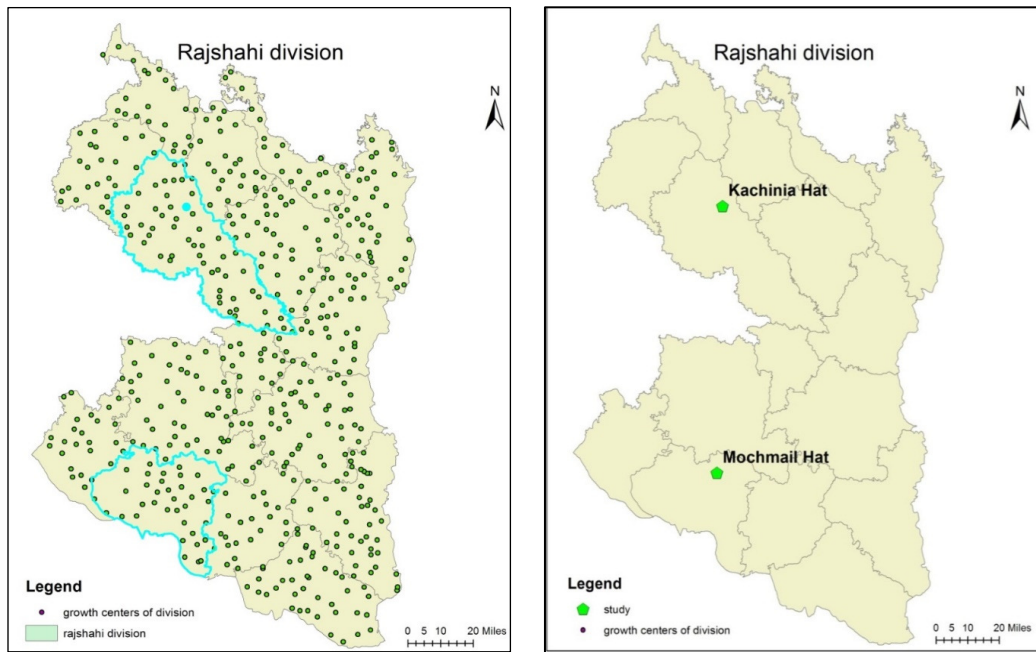 Rajshahi division
N
Legend
growth centers of division
rajshahi division
0 5 10 20 Miles
Rajshahi division
N
Kachinia Hat
Mochmail Hat
Legend
study
growth centers of division
0 5 10 20 Miles